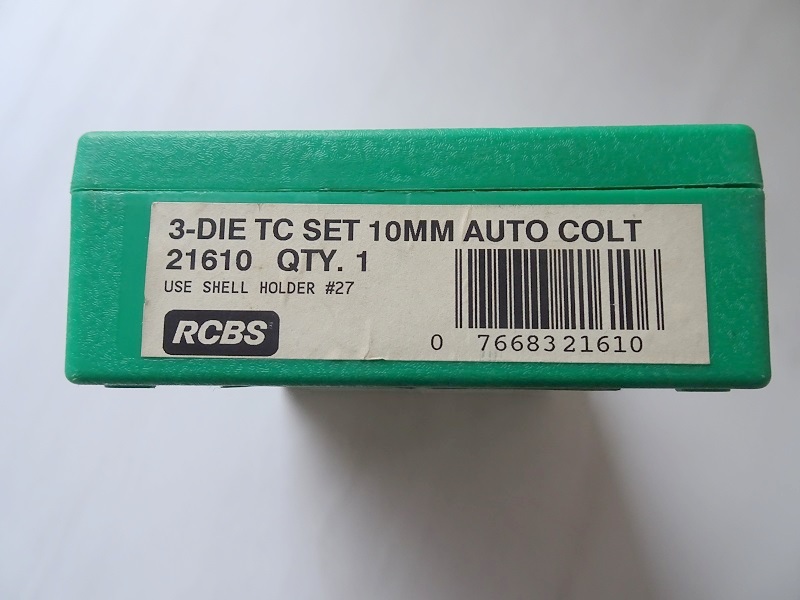 3-DIE TC SET 10MM AUTO COLT
21610 QTY. 1
USE SHELL HOLDER #27
RCBS
0 7668321610